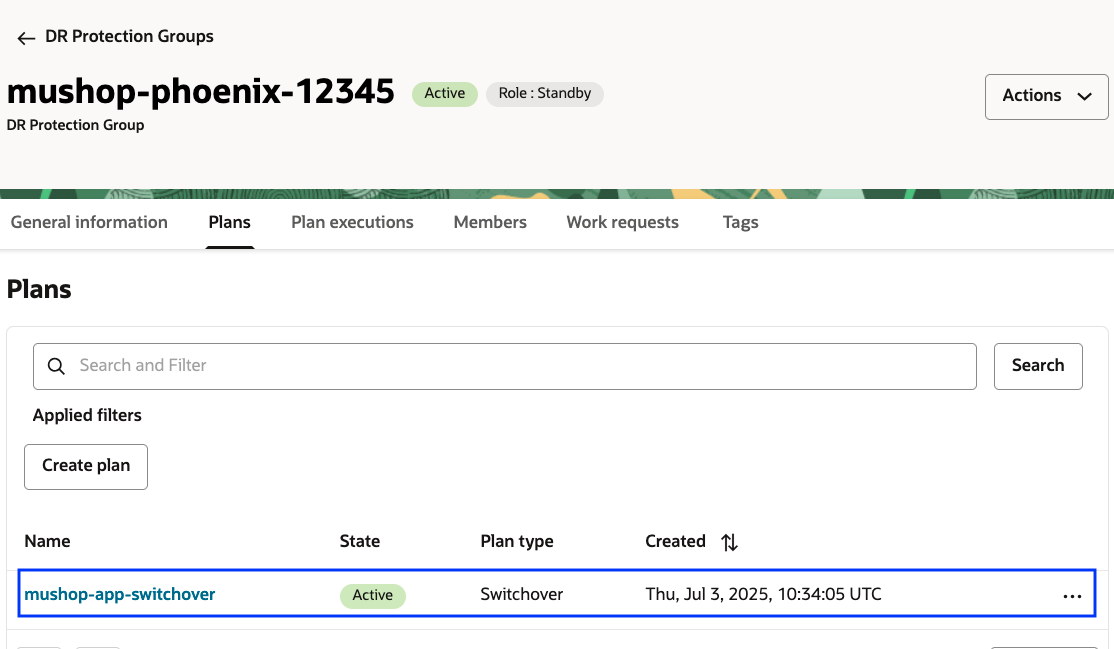 DR Protection Groups
mushop-phoenix-12345 Active Role : Standby
Actions
DR Protection Group
General information Plans Plan executions Members Work requests Tags
Plans
Search and Filter Search
Applied filters
Create plan
Name State Plan type Created
mushop-app-switchover Active Switchover Thu, Jul 3, 2025, 10:34:05 UTC